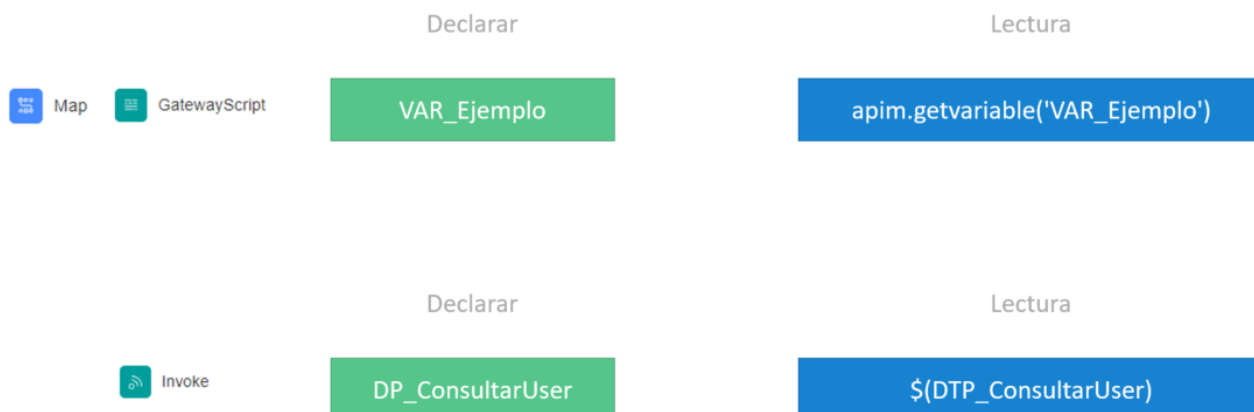 Declarar Lectura
Map GatewayScript VAR_Ejemplo apim.getvariable('VAR_Ejemplo')
Declarar Lectura
Invoke DP_ConsultarUser $(DTP_ConsultarUser)